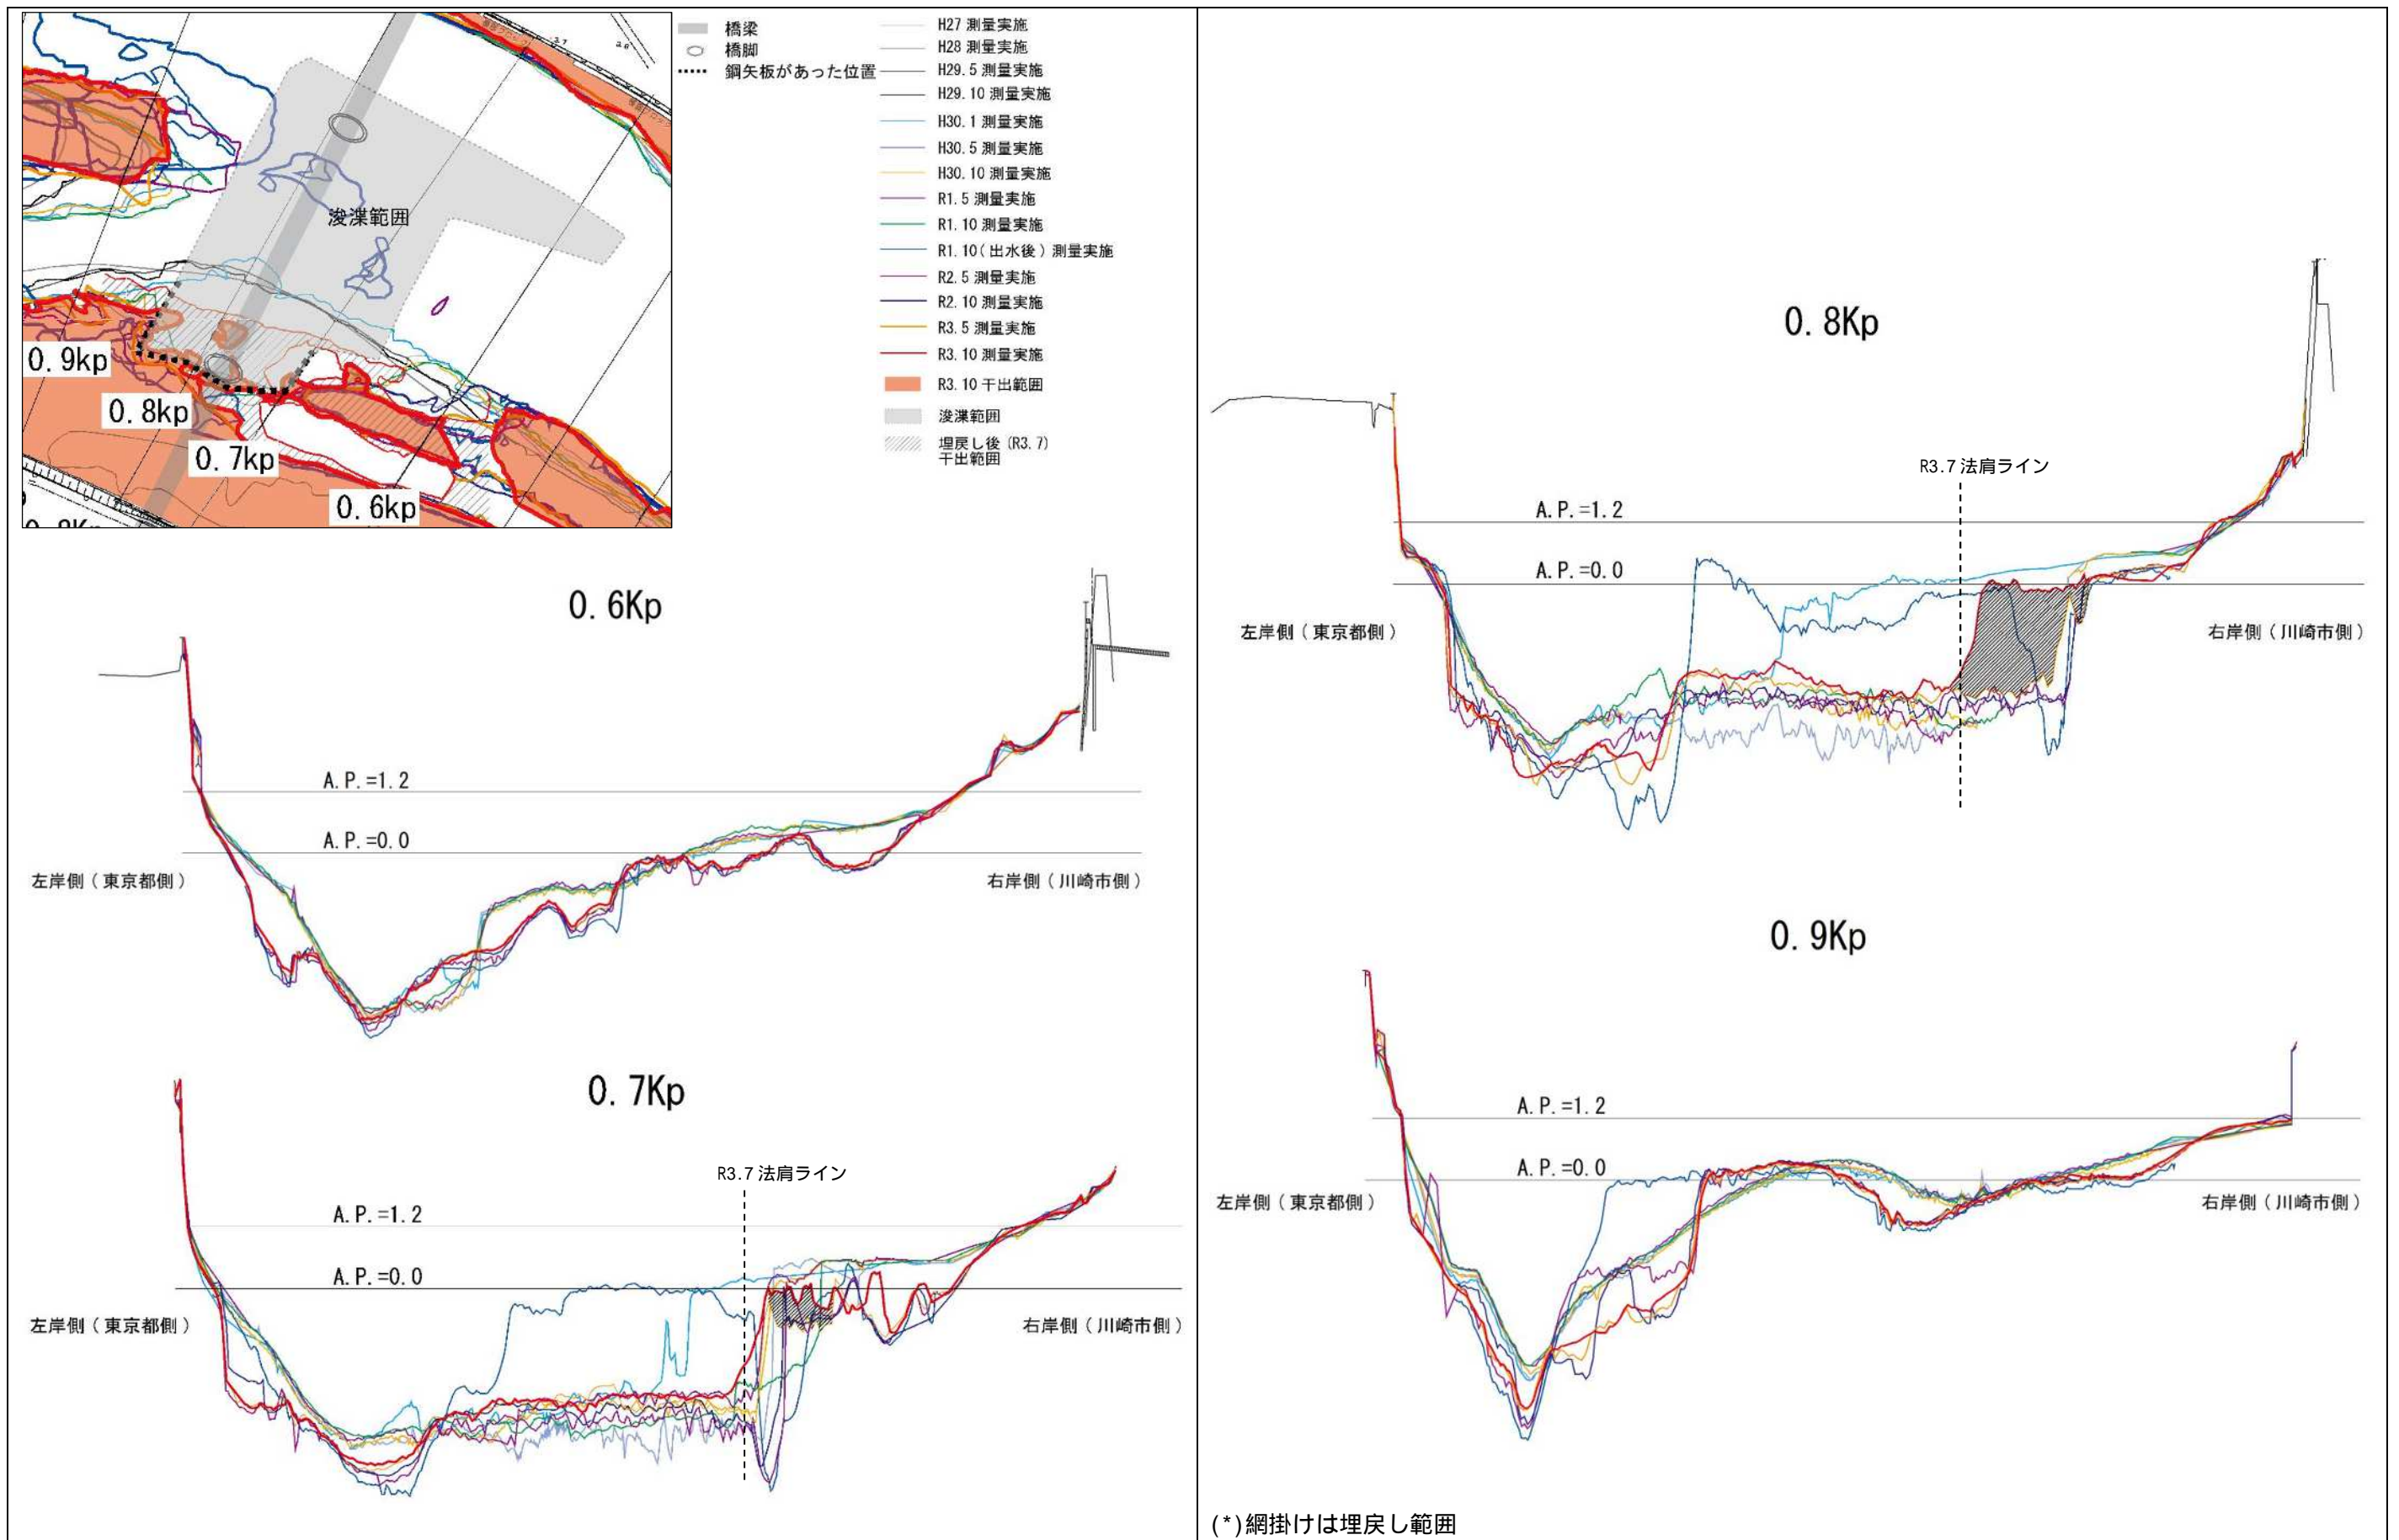 浚渫範囲
0.9kp
0.8kp
0.7kp
0.6kp
橋梁
橋脚
鋼矢板があった位置
H27 測量実施
H28 測量実施
H29.5 測量実施
H29.10 測量実施
H30.1 測量実施
H30.5 測量実施
H30.10 測量実施
R1.5 測量実施
R1.10 測量実施
R1.10(出水後)測量実施
R2.5 測量実施
R2.10 測量実施
R3.5 測量実施
R3.10 測量実施
R3.10 干出範囲
浚渫範囲
埋戻し後(R3.7)
干出範囲
0.6Kp
A.P.=1.2
A.P.=0.0
左岸側(東京都側)
右岸側(川崎市側)
0.7Kp
R3.7法肩ライン
A.P.=1.2
A.P.=0.0
左岸側(東京都側)
右岸側(川崎市側)
0.8Kp
R3.7法肩ライン
A.P.=1.2
A.P.=0.0
左岸側(東京都側)
右岸側(川崎市側)
0.9Kp
A.P.=1.2
A.P.=0.0
左岸側(東京都側)
右岸側(川崎市側)
(*)網掛けは埋戻し範囲